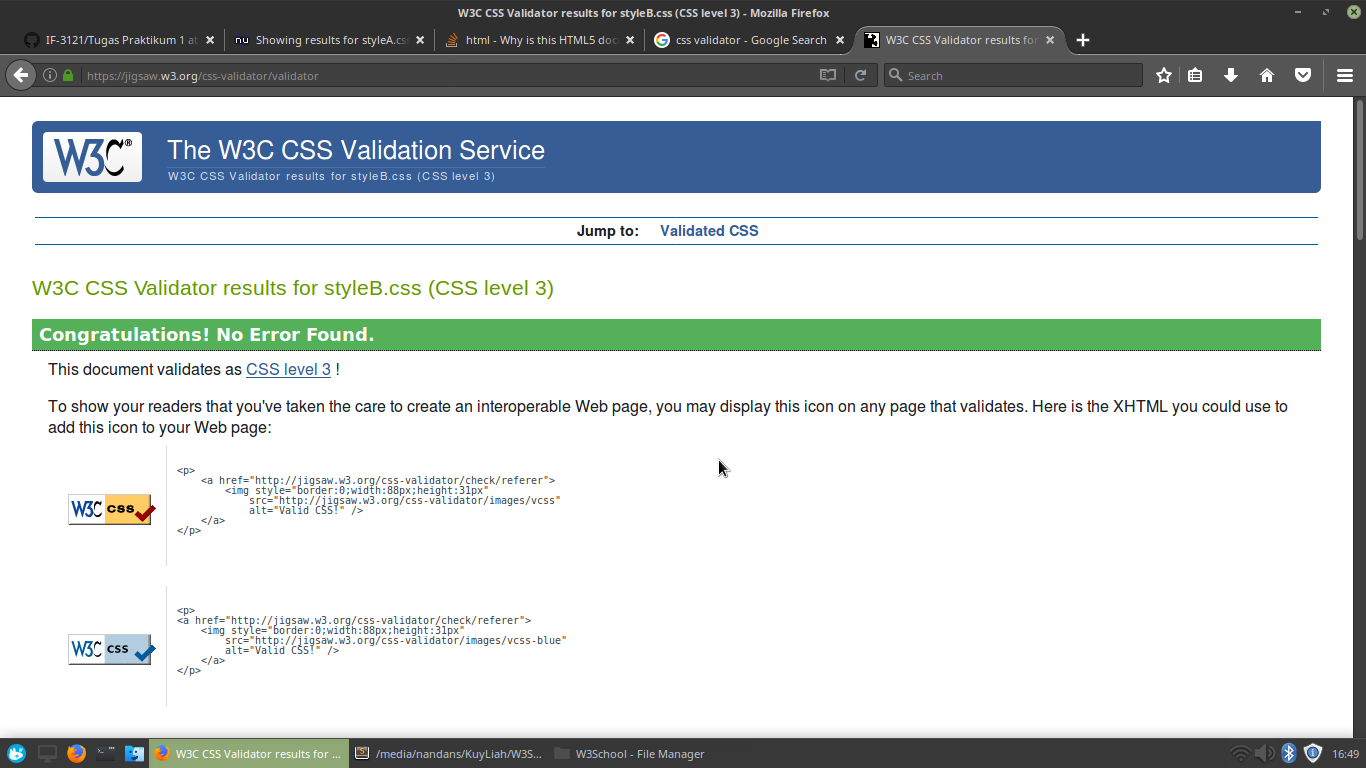 W3C CSS Validator results for styleB.css (CSS level 3) - Mozilla Firefox
IF-3121/Tugas Praktikum 1 at
Showing results for styleA.cs
html - Why is this HTML5 doc
css validator - Google Search
W3C CSS Validator results for
https://jigsaw.w3.org/css-validator/validator
Search
W3C®
The W3C CSS Validation Service
W3C CSS Validator results for styleB.css (CSS level 3)
Jump to: Validated CSS
W3C CSS Validator results for styleB.css (CSS level 3)
Congratulations! No Error Found.
This document validates as CSS level 3 !
To show your readers that you've taken the care to create an interoperable Web page, you may display this icon on any page that validates. Here is the XHTML you could use to
add this icon to your Web page:
W3C css
<p>
<a href="http://jigsaw.w3.org/css-validator/check/referer">
<img style="border:0;width:88px;height:31px"
src="http://jigsaw.w3.org/css-validator/images/vcss"
alt="Valid CSS!" />
</a>
</p>
W3C css
<p>
<a href="http://jigsaw.w3.org/css-validator/check/referer">
<img style="border:0;width:88px;height:31px"
src="http://jigsaw.w3.org/css-validator/images/vcss-blue"
alt="Valid CSS!" />
</a>
</p>
W3C CSS Validator results for ...
/media/nandans/KuyLiah/W3S...
W3School - File Manager
16:49